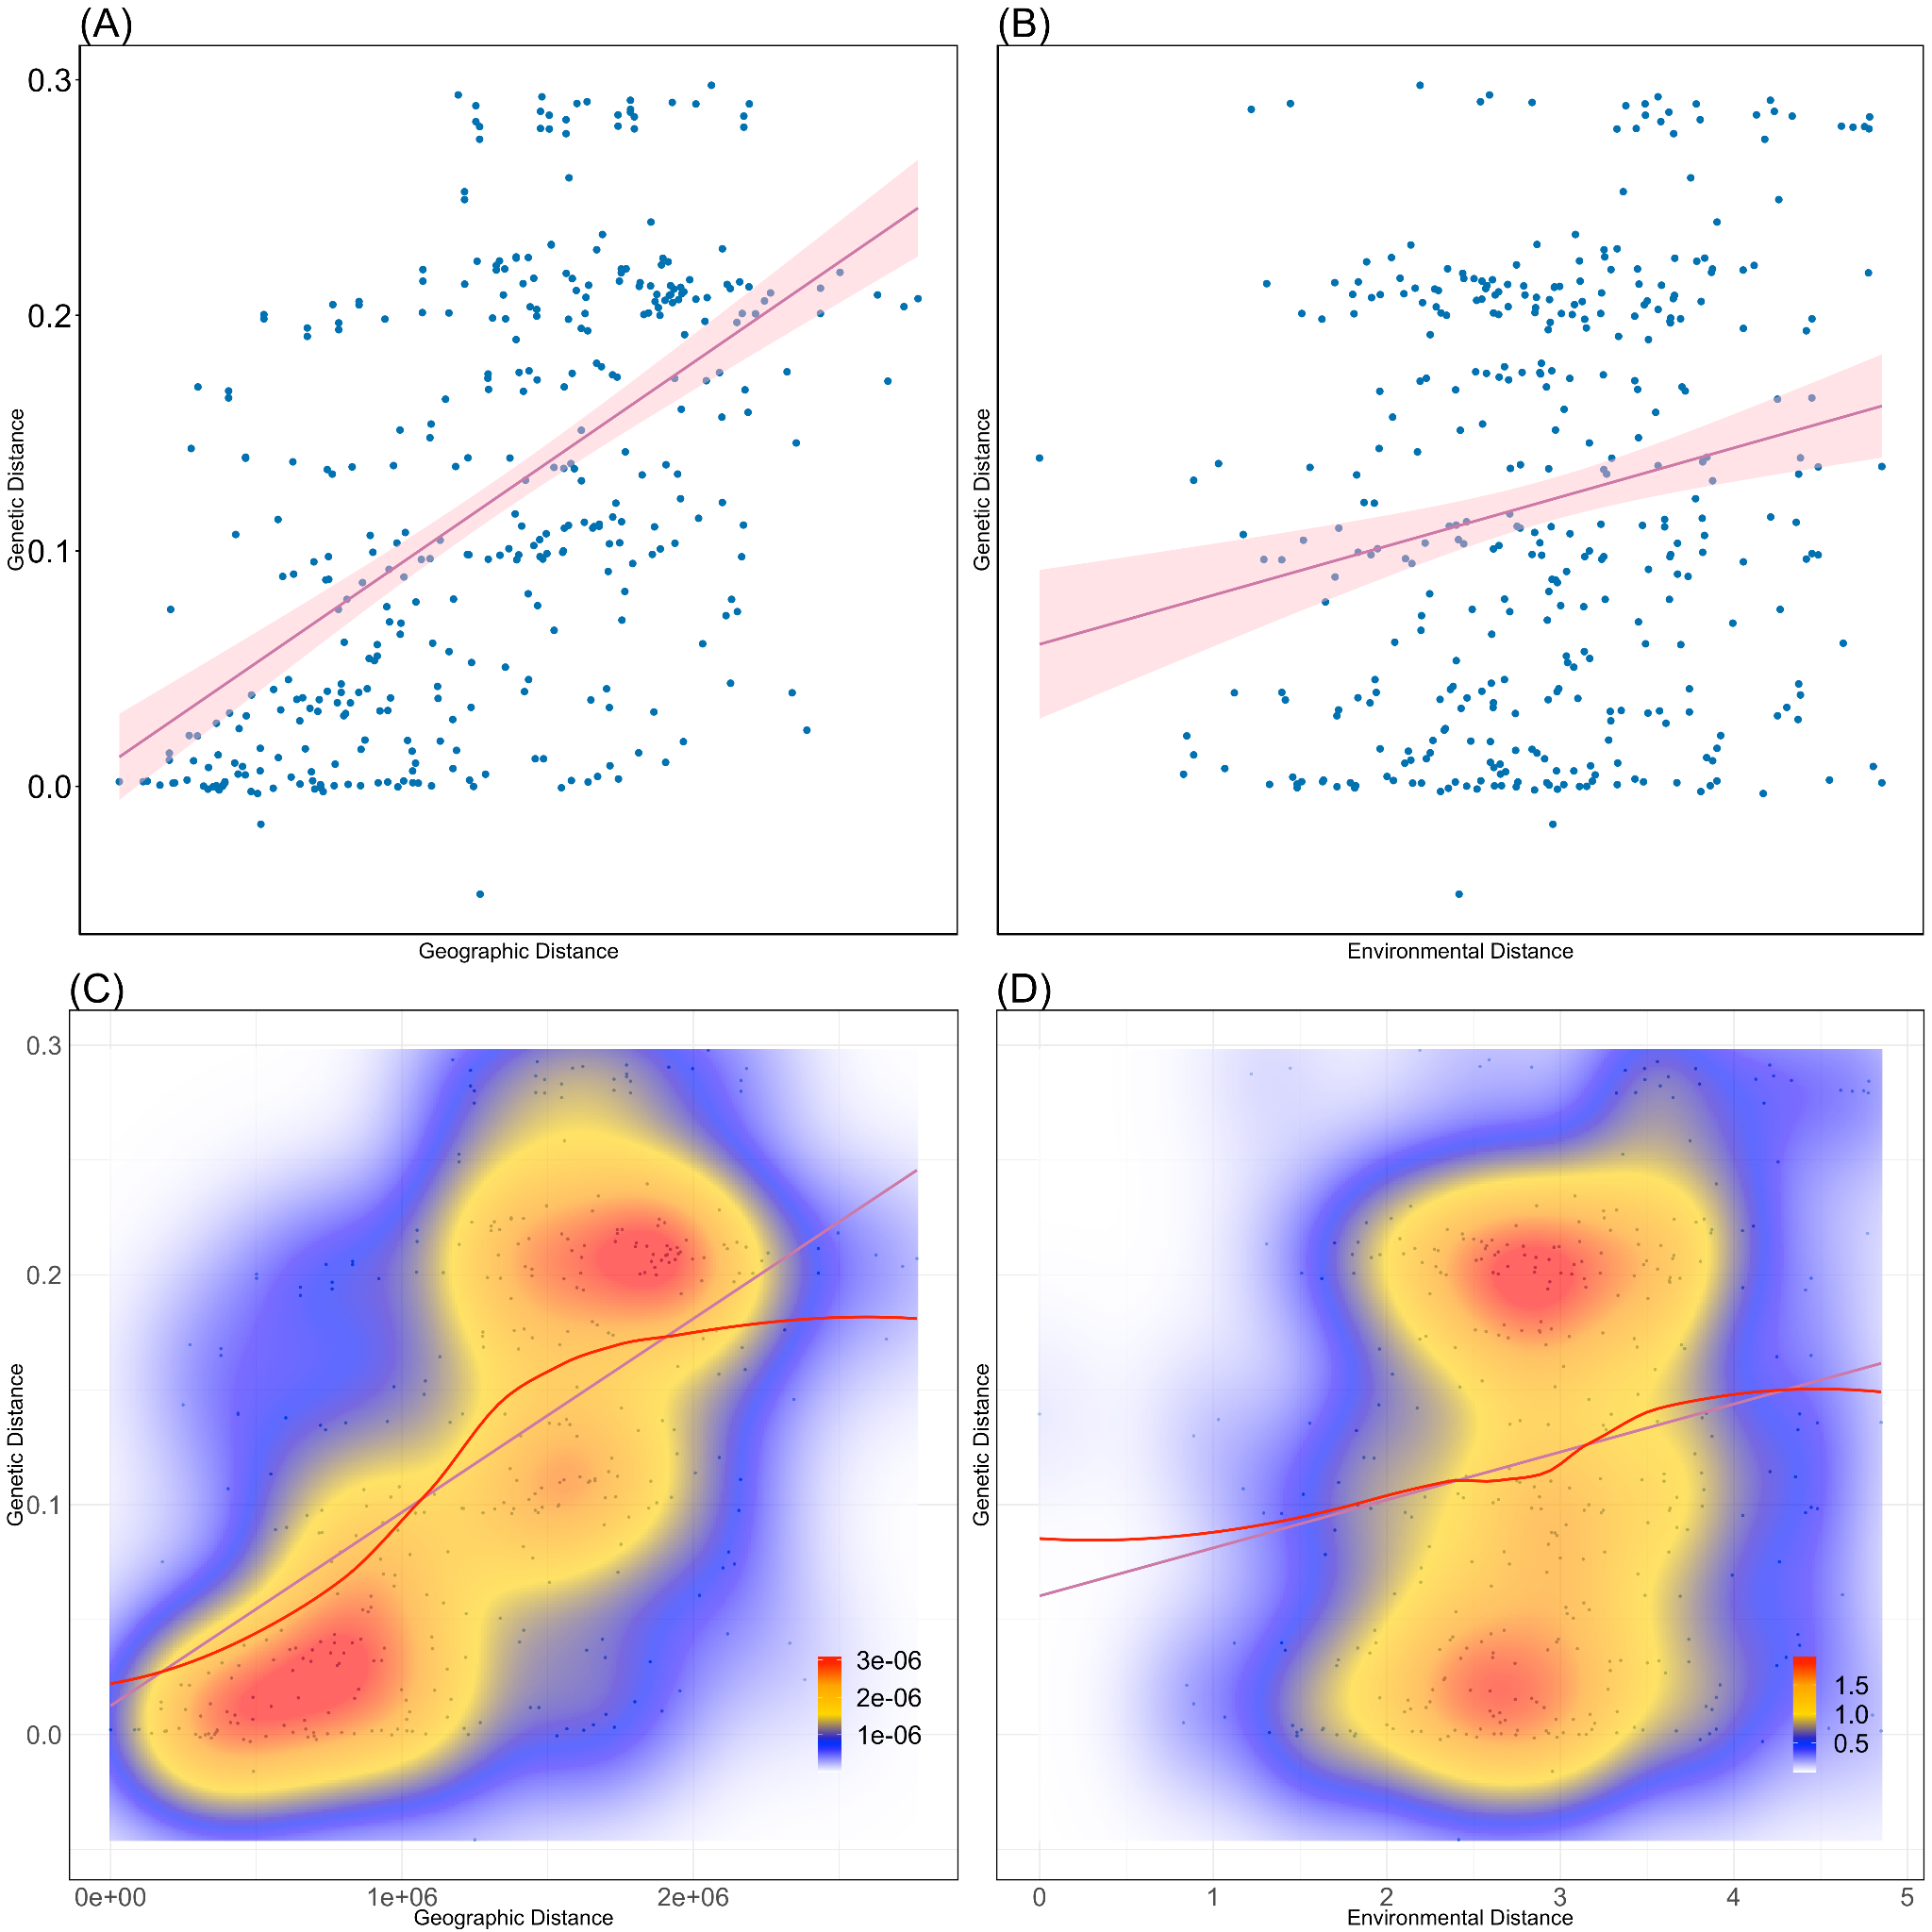 (A)
(B)
0.3
0.2
0.1
0.0
Genetic Distance
Genetic Distance
Geographic Distance
Environmental Distance
(C)
(D)
0.3
0.2
0.1
0.0
Genetic Distance
Genetic Distance
3e-06
2e-06
1e-06
1.5
1.0
0.5
0e+00 1e+06 2e+06
0 1 2 3 4 5
Geographic Distance
Environmental Distance